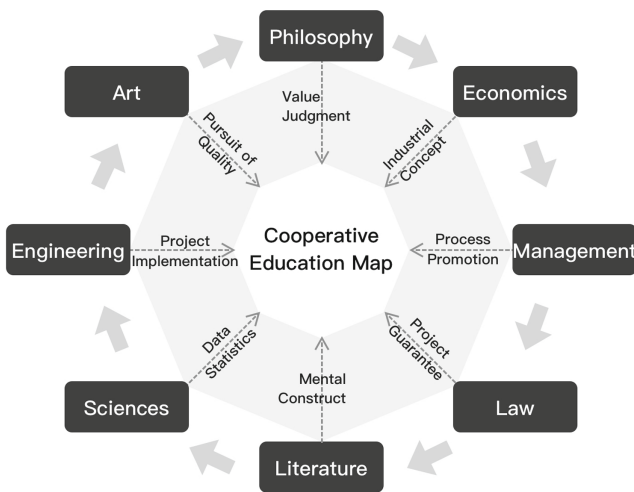 Philosophy
Art
Economics
Value
Judgment
Pursuit of
Quality
Industrial
Concept
Engineering
Project
Implementation
Cooperative
Education Map
Process
Promotion
Management
Data
Statistics
Project
Guarantee
Mental
Construct
Sciences
Law
Literature